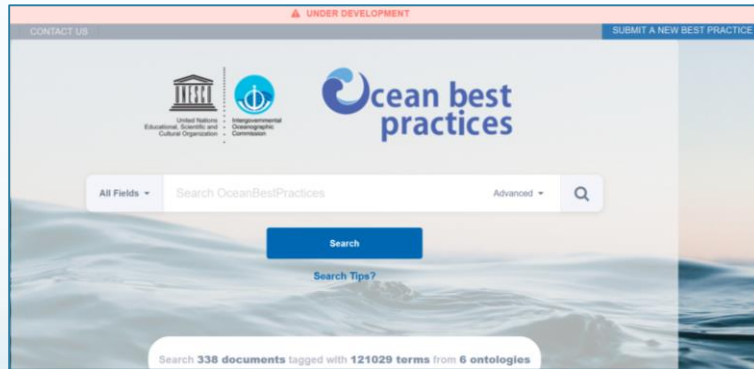 UNDER DEVELOPMENT
CONTACT US
SUBMIT A NEW BEST PRACTICE
UNESCO
United Nations
Educational, Scientific and
Cultural Organization
Intergovernmental
Oceanographic
Commission
Ocean best
practices
All Fields
Search OceanBestPractices
Advanced
Search
Search Tips?
Search 338 documents tagged with 121029 terms from 6 ontologies